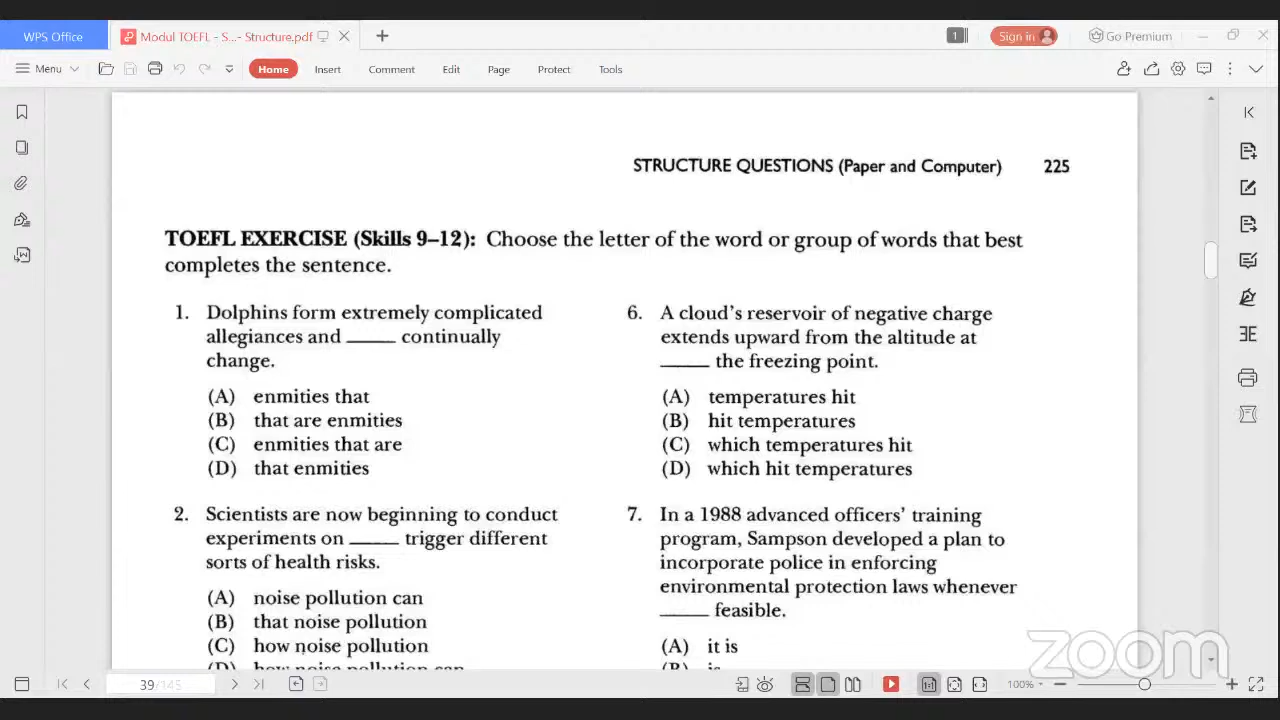 WPS Office
Modul TOEFL - S...- Structure.pdf
1
Sign in
Go Premium
Menu
Home
Insert
Comment
Edit
Page
Protect
Tools
STRUCTURE QUESTIONS (Paper and Computer) 225
TOEFL EXERCISE (Skills 9–12): Choose the letter of the word or group of words that best
completes the sentence.
1. Dolphins form extremely complicated
allegiances and _____ continually
change.
(A) enmities that
(B) that are enmities
(C) enmities that are
(D) that enmities
2. Scientists are now beginning to conduct
experiments on _____ trigger different
sorts of health risks.
(A) noise pollution can
(B) that noise pollution
(C) how noise pollution
(D) how noise pollution can
6. A cloud's reservoir of negative charge
extends upward from the altitude at
_____ the freezing point.
(A) temperatures hit
(B) hit temperatures
(C) which temperatures hit
(D) which hit temperatures
7. In a 1988 advanced officers' training
program, Sampson developed a plan to
incorporate police in enforcing
environmental protection laws whenever
_____ feasible.
(A) it is
(B) is
zoom
39/145
100%